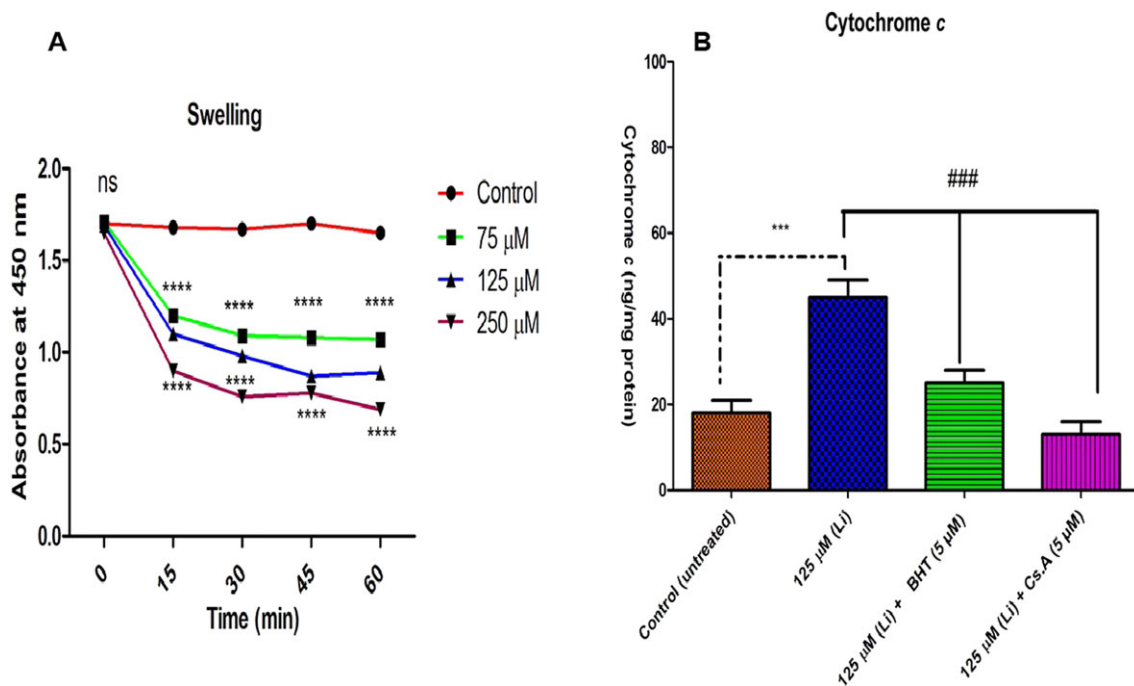 A
Swelling
Absorbance at 450 nm
2.0
1.5
1.0
0.5
0.0
ns
****
****
****
****
****
****
****
****
0
15
30
45
60
Time (min)
Control
75 µM
125 µM
250 µM
Cytochrome c
B
Cytochrome c (ng/mg protein)
100
80
60
40
20
0
***
###
Control (untreated)
125 µM (Li)
125 µM (Li) + BHT (5 µM)
125 µM (Li) + Cs.A (5 µM)